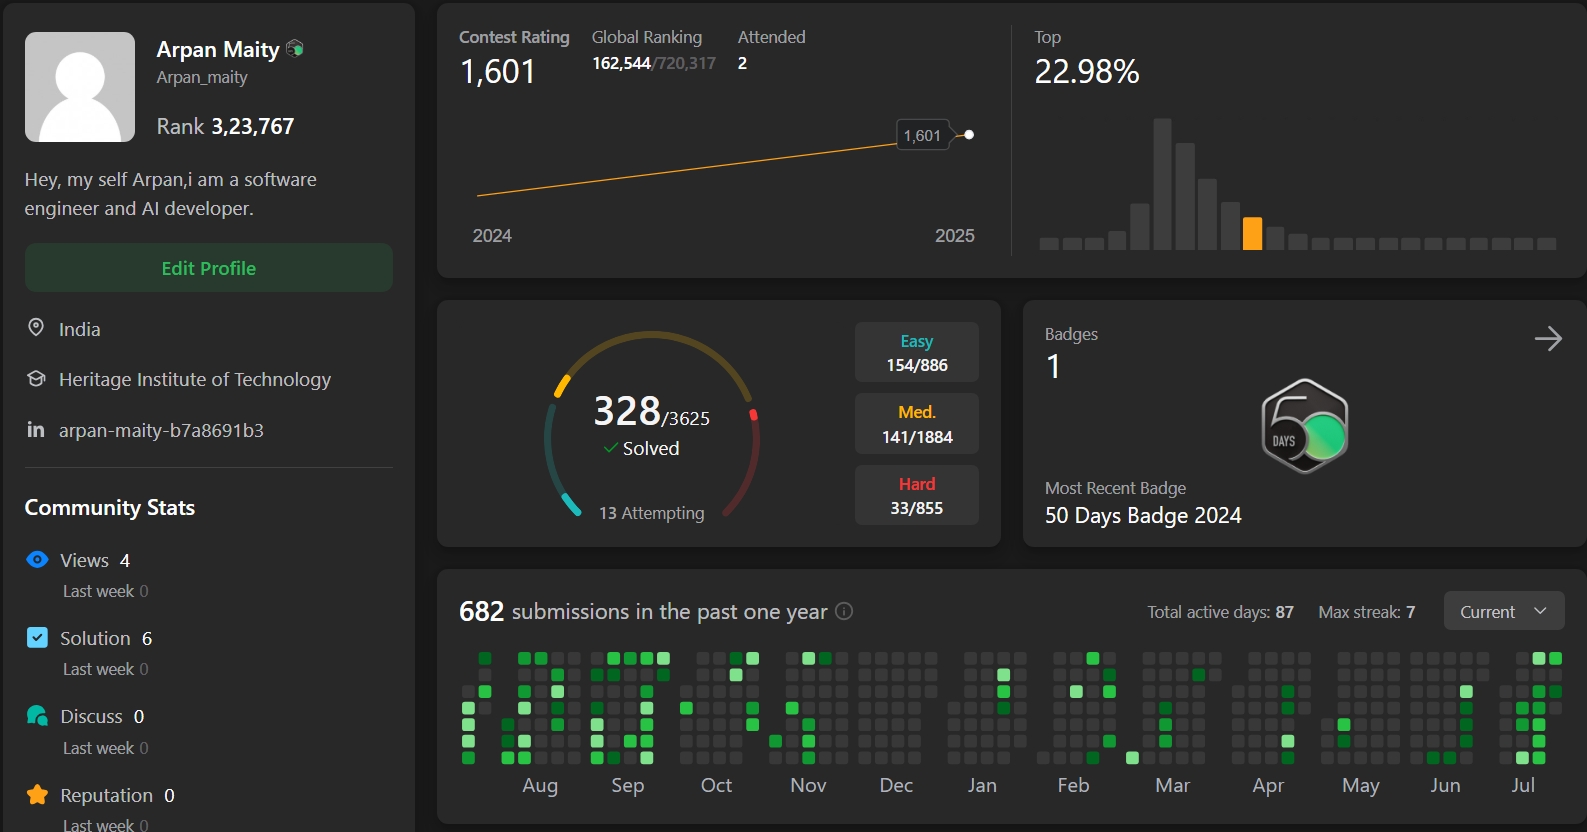 Arpan Maity
Arpan_maity
Rank 3,23,767
Hey, my self Arpan,i am a software
engineer and AI developer.
Edit Profile
India
Heritage Institute of Technology
in arpan-maity-b7a8691b3
Community Stats
Views 4
Last week 0
Solution 6
Last week 0
Discuss 0
Last week 0
Reputation 0
Last week 0
Contest Rating
1,601
Global Ranking
162,544/720,317
Attended
2
1,601
2024 2025
Top
22.98%
328/3625
Solved
13 Attempting
Easy
154/886
Med.
141/1884
Hard
33/855
Badges
1
50
DAYS
Most Recent Badge
50 Days Badge 2024
682 submissions in the past one year
Total active days: 87 Max streak: 7 Current
Aug Sep Oct Nov Dec Jan Feb Mar Apr May Jun Jul